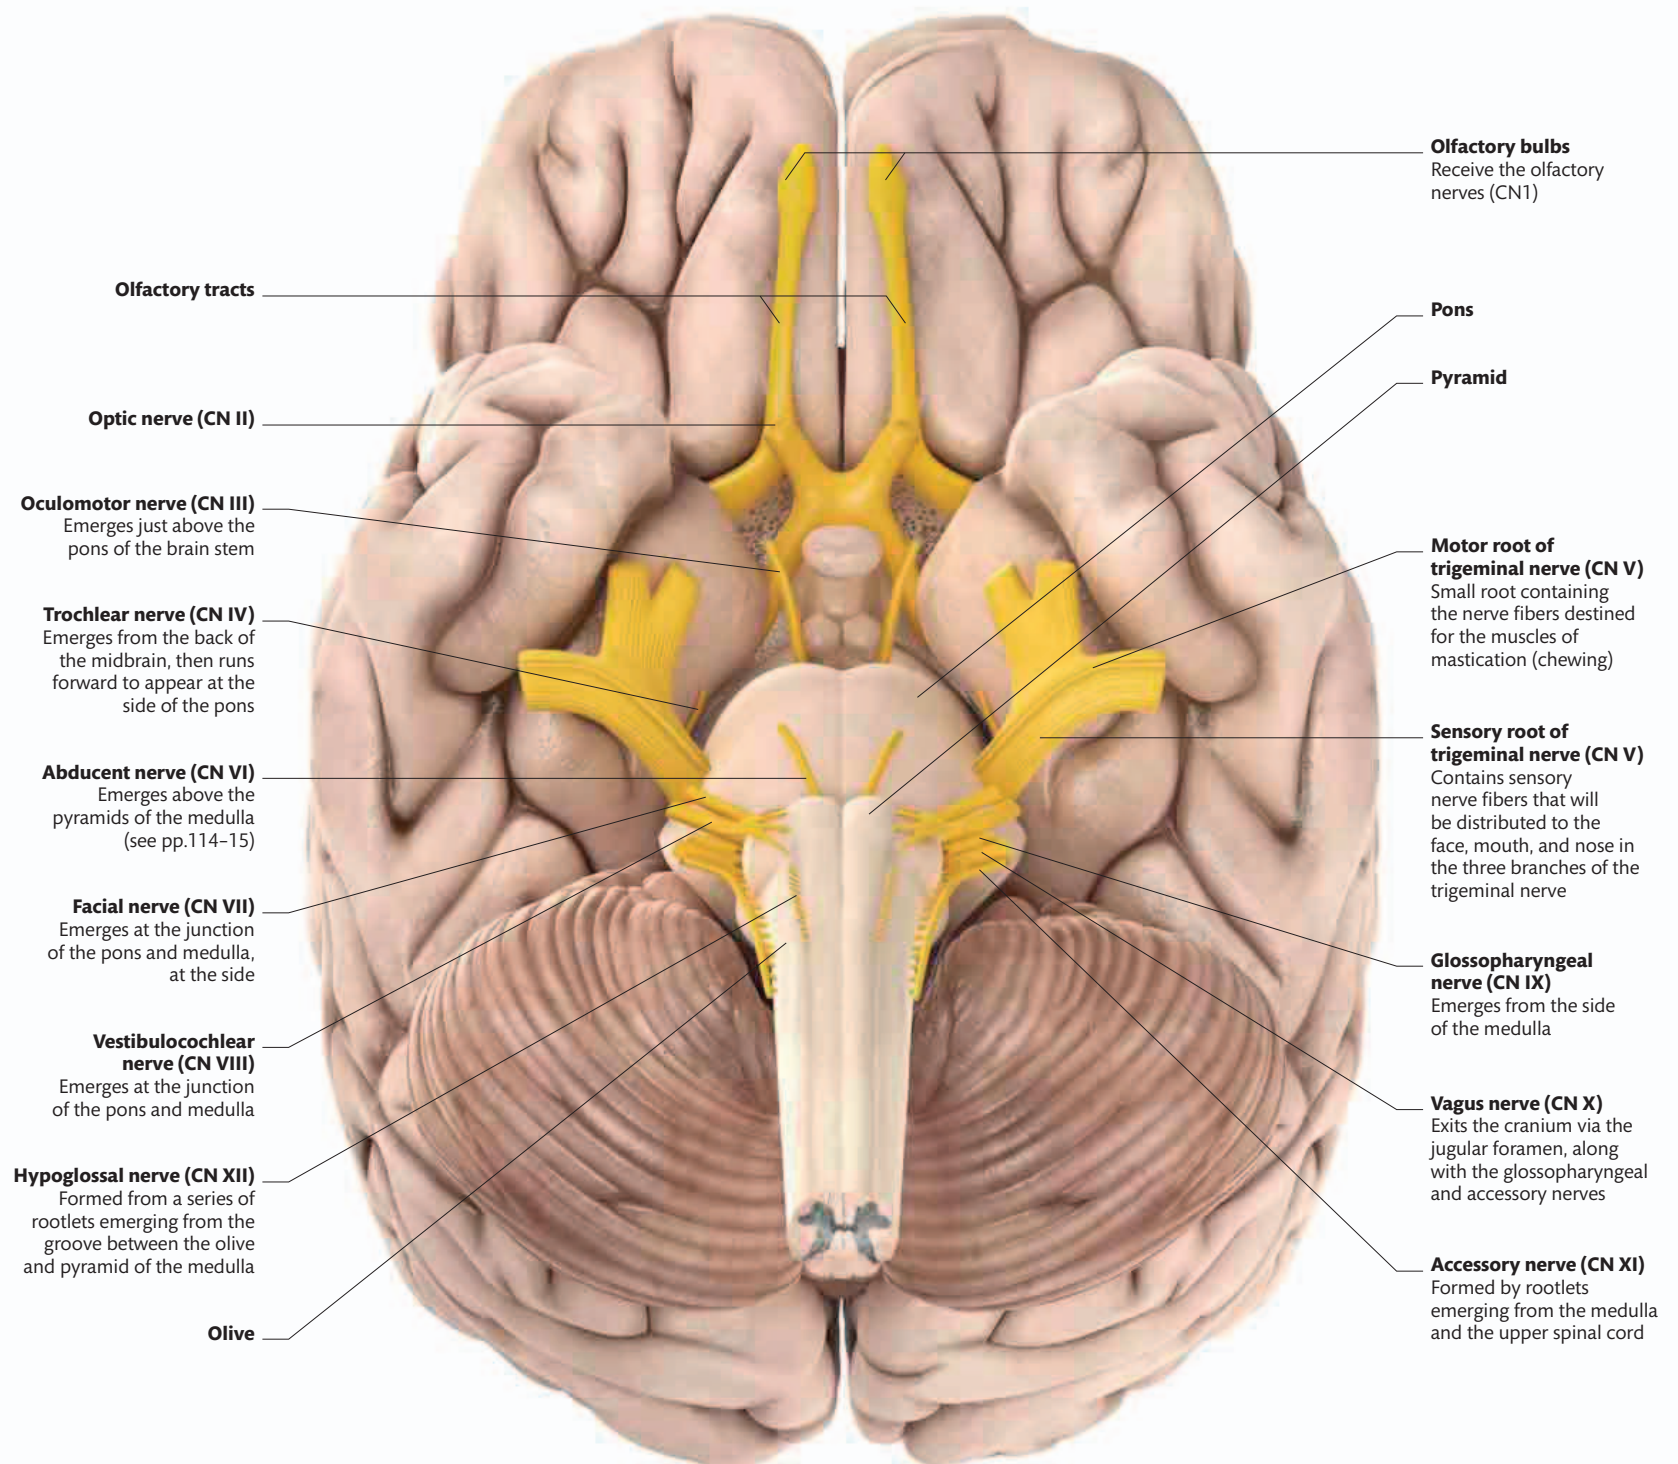 Olfactory tracts
Optic nerve (CN II)
Oculomotor nerve (CN III)
Emerges just above the
pons of the brain stem
Trochlear nerve (CN IV)
Emerges from the back of
the midbrain, then runs
forward to appear at the
side of the pons
Abducent nerve (CN VI)
Emerges above the
pyramids of the medulla
(see pp.114–15)
Facial nerve (CN VII)
Emerges at the junction
of the pons and medulla,
at the side
Vestibulocochlear
nerve (CN VIII)
Emerges at the junction
of the pons and medulla
Hypoglossal nerve (CN XII)
Formed from a series of
rootlets emerging from the
groove between the olive
and pyramid of the medulla
Olive
Olfactory bulbs
Receive the olfactory
nerves (CN1)
Pons
Pyramid
Motor root of
trigeminal nerve (CN V)
Small root containing
the nerve fibers destined
for the muscles of
mastication (chewing)
Sensory root of
trigeminal nerve (CN V)
Contains sensory
nerve fibers that will
be distributed to the
face, mouth, and nose in
the three branches of the
trigeminal nerve
Glossopharyngeal
nerve (CN IX)
Emerges from the side
of the medulla
Vagus nerve (CN X)
Exits the cranium via the
jugular foramen, along
with the glossopharyngeal
and accessory nerves
Accessory nerve (CN XI)
Formed by rootlets
emerging from the medulla
and the upper spinal cord